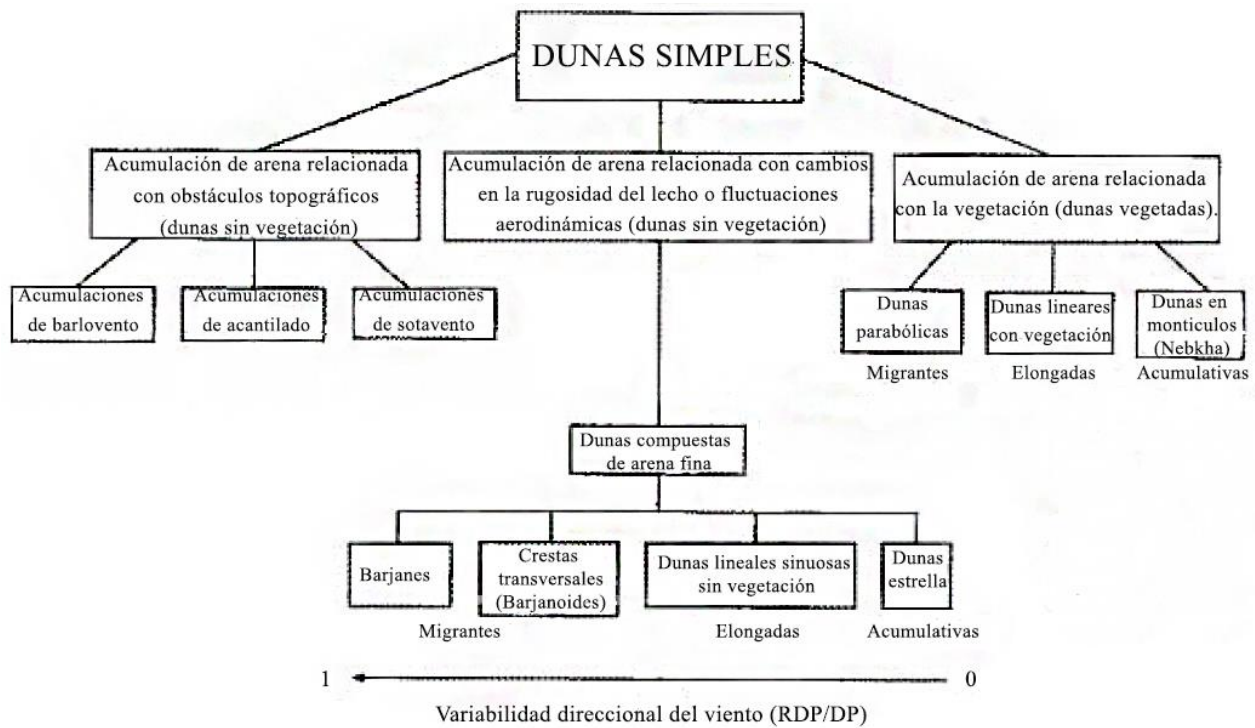 DUNAS SIMPLES
Acumulación de arena relacionada
con obstáculos topográficos
(dunas sin vegetación)
Acumulación de arena relacionada con cambios
en la rugosidad del lecho o fluctuaciones
aerodinámicas (dunas sin vegetación)
Acumulación de arena relacionada
con la vegetación (dunas vegetadas).
Acumulaciones
de barlovento
Acumulaciones
de acantilado
Acumulaciones
de sotavento
Dunas
parabólicas
Dunas lineares
con vegetación
Dunas en
monticulos
(Nebkha)
Migrantes
Elongadas
Acumulativas
Dunas compuestas
de arena fina
Barjanes
Crestas
transversales
(Barjanoides)
Dunas lineales sinuosas
sin vegetación
Dunas
estrella
Migrantes
Elongadas
Acumulativas
1
0
Variabilidad direccional del viento (RDP/DP)